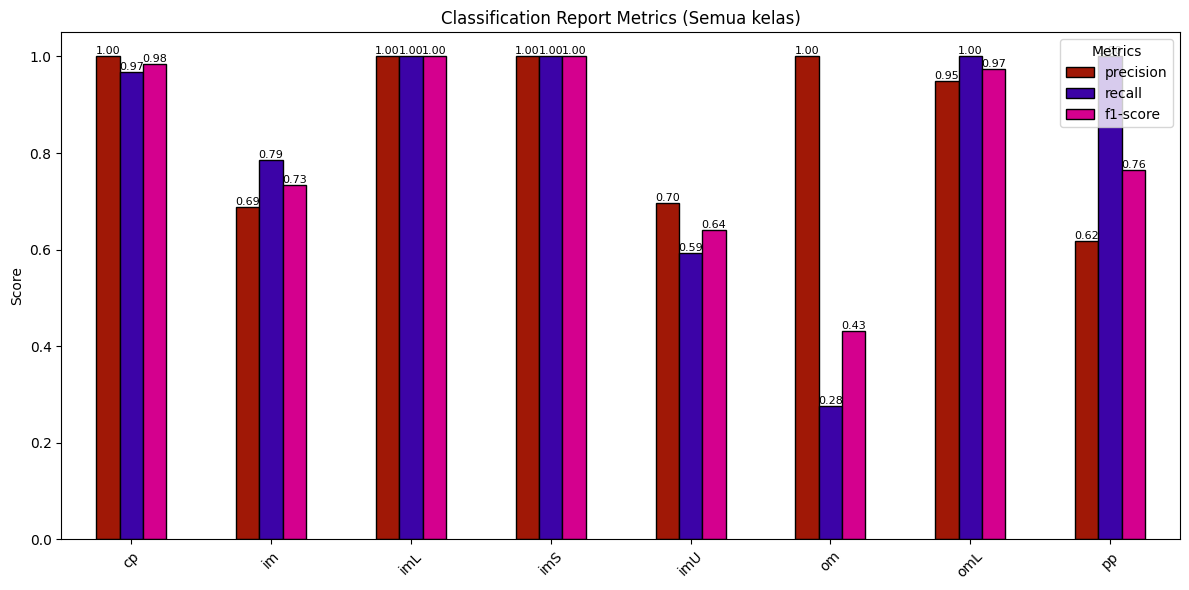 Classification Report Metrics (Semua kelas)
Metrics
precision
recall
f1-score
Score
1.0
0.8
0.6
0.4
0.2
0.0
1.00 0.97 0.98
0.69 0.79 0.73
1.00 1.00 1.00
1.00 1.00 1.00
0.70 0.59 0.64
1.00 0.28 0.43
0.95 1.00 0.97
0.62 0.76
cp im imL imS imU om omL pp